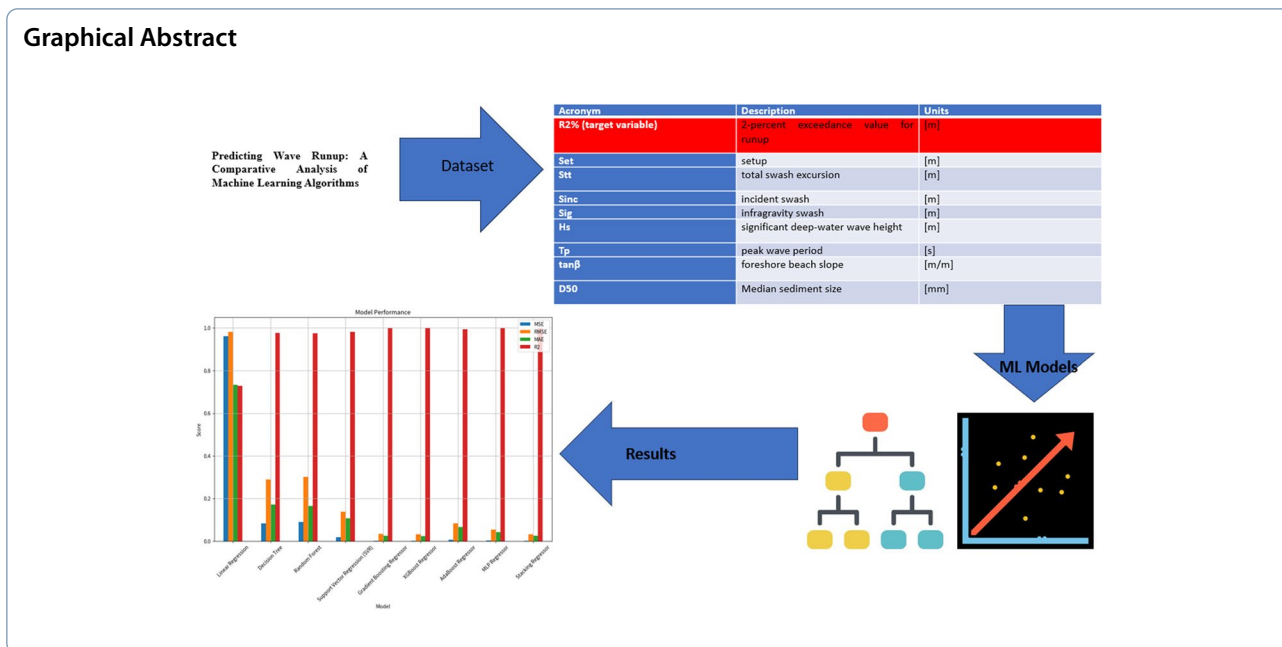 Graphical Abstract
Predicting Wave Runup: A
Comparative Analysis of
Machine Learning Algorithms
Dataset
Acronym Description Units
R2% (target variable) 2-percent exceedance value for [m]
runup
Set setup [m]
Stt total swash excursion [m]
Sinc incident swash [m]
Sig infragravity swash [m]
Hs significant deep-water wave height [m]
Tp peak wave period [s]
tanβ foreshore beach slope [m/m]
D50 Median sediment size [mm]
ML Models
Results
Model Performance
MSE
RMSE
MAE
R2
Score
1.0
0.8
0.6
0.4
0.2
0.0
Linear Regression
Decision Tree
Random Forest
Support Vector Regression (SVR)
Gradient Boosting Regressor
XGBoost Regressor
AdaBoost Regressor
MLP Regressor
Stacking Regressor
Model